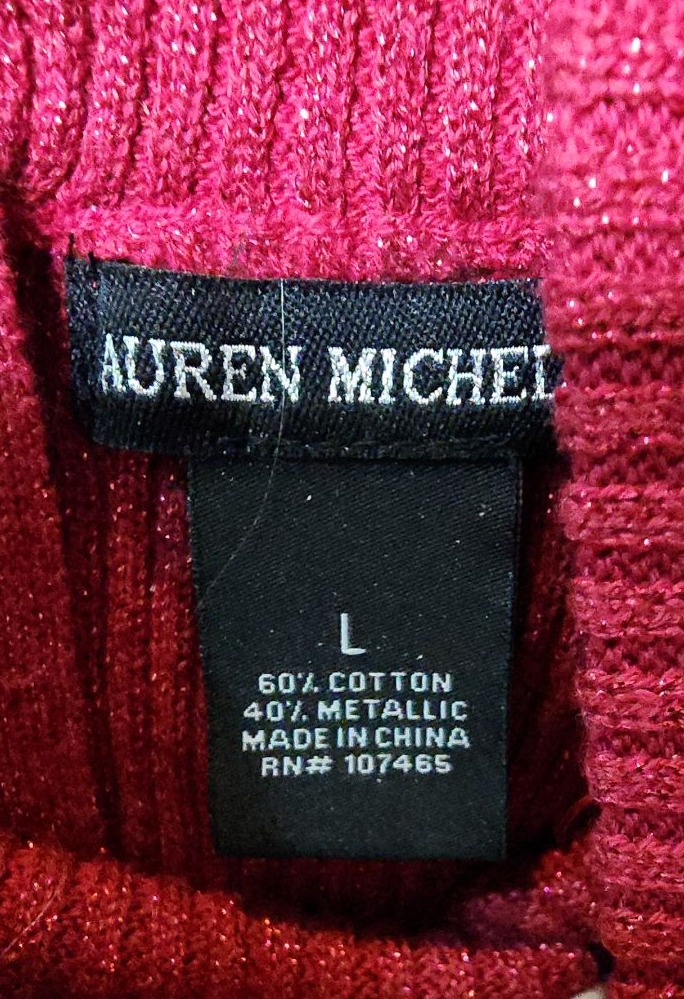 AUREN MICHEL
L
60% COTTON
40% METALLIC
MADE IN CHINA
RN# 107465